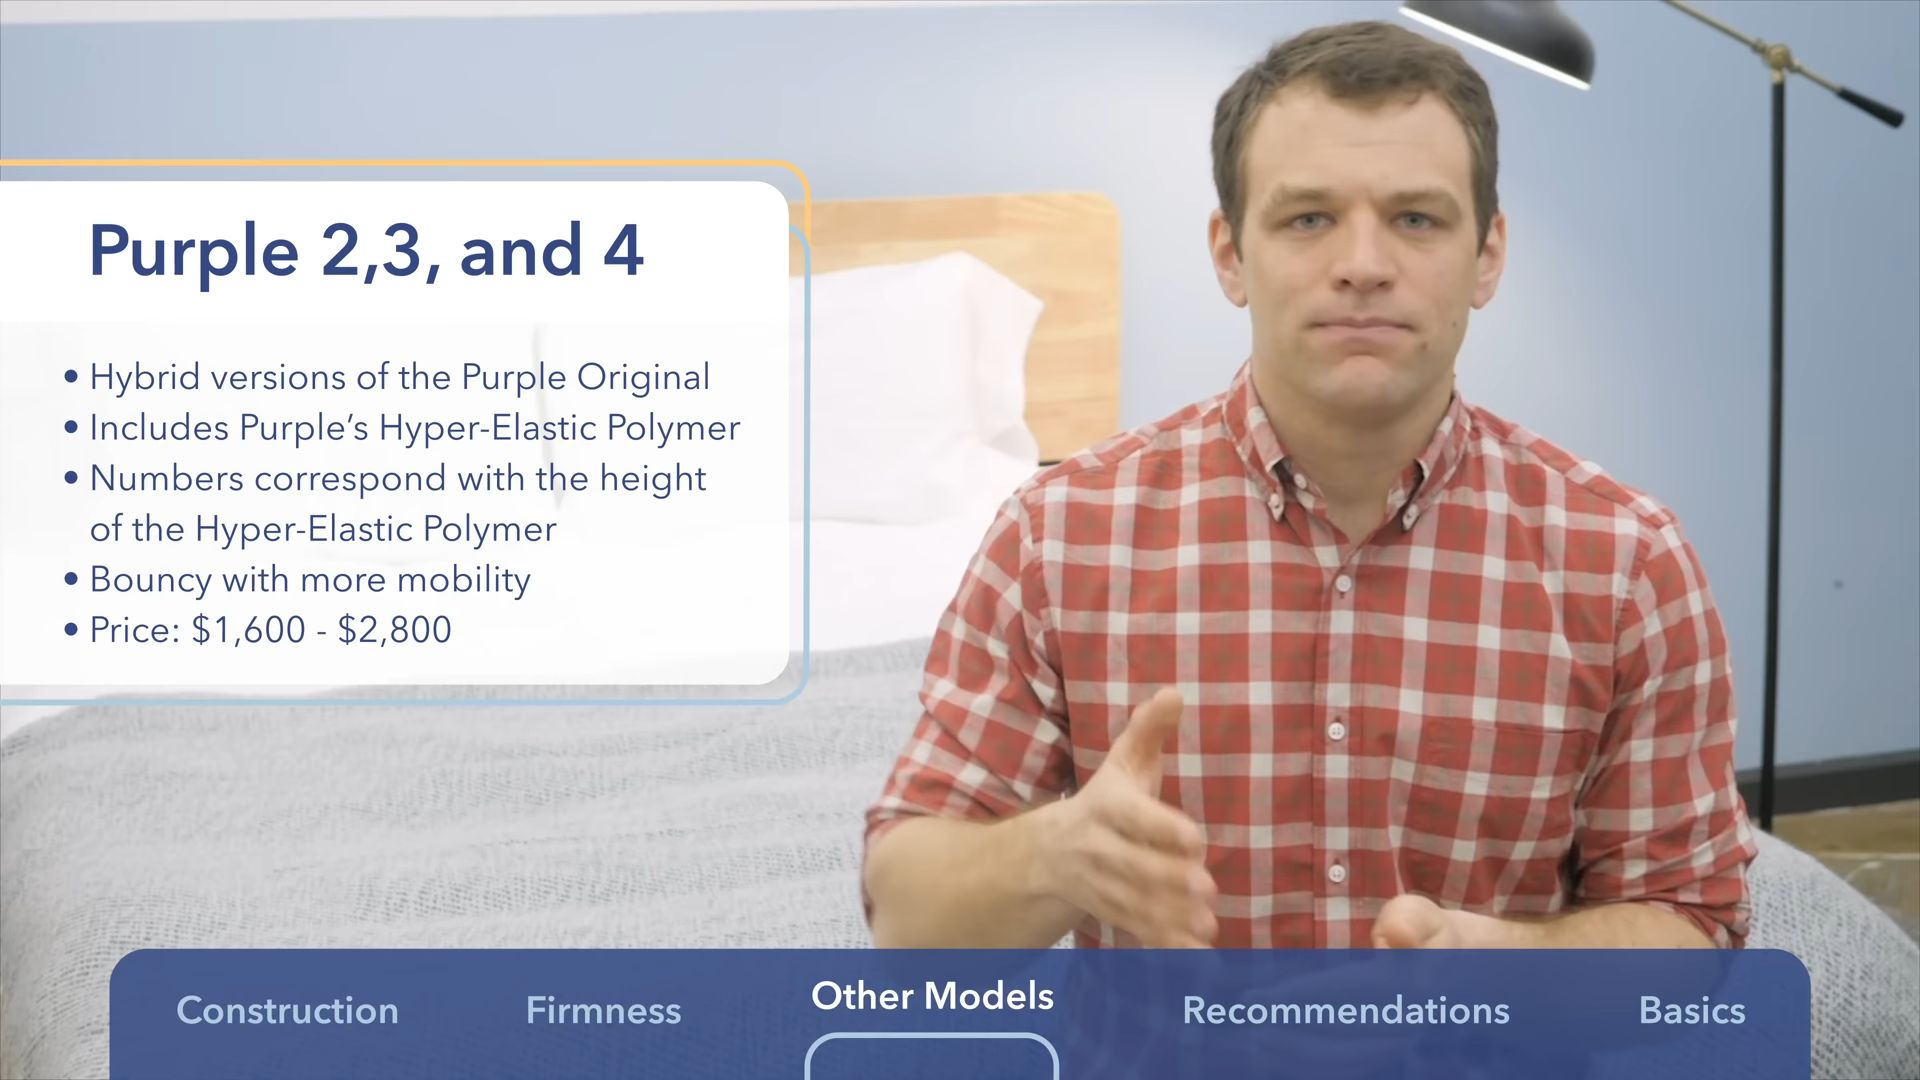 Purple 2,3, and 4
• Hybrid versions of the Purple Original
• Includes Purple’s Hyper-Elastic Polymer
• Numbers correspond with the height
of the Hyper-Elastic Polymer
• Bouncy with more mobility
• Price: $1,600 - $2,800
Construction
Firmness
Other Models
Recommendations
Basics